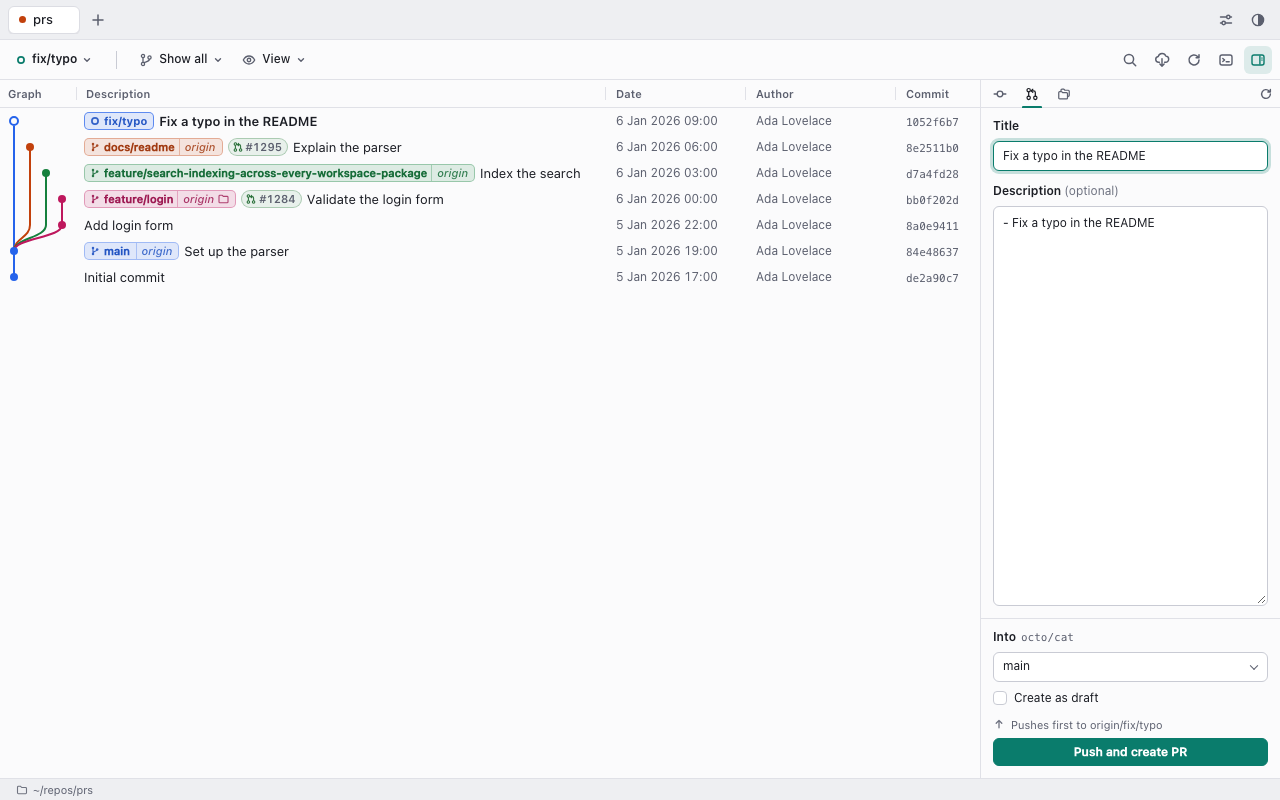 prs
fix/typo Show all View
Graph Description Date Author Commit
fix/typo Fix a typo in the README 6 Jan 2026 09:00 Ada Lovelace 1052f6b7
docs/readme origin #1295 Explain the parser 6 Jan 2026 06:00 Ada Lovelace 8e2511b0
feature/search-indexing-across-every-workspace-package origin Index the search 6 Jan 2026 03:00 Ada Lovelace d7a4fd28
feature/login origin #1284 Validate the login form 6 Jan 2026 00:00 Ada Lovelace bb0f202d
Add login form 5 Jan 2026 22:00 Ada Lovelace 8a0e9411
main origin Set up the parser 5 Jan 2026 19:00 Ada Lovelace 84e48637
Initial commit 5 Jan 2026 17:00 Ada Lovelace de2a90c7
Title
Fix a typo in the README
Description (optional)
- Fix a typo in the README
Into octo/cat
main
Create as draft
Pushes first to origin/fix/typo
Push and create PR
~/repos/prs